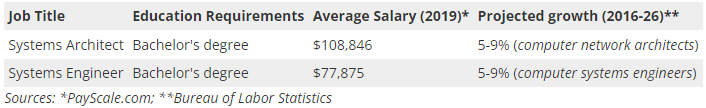 Job Title Education Requirements Average Salary (2019)* Projected growth (2016-26)**
Systems Architect Bachelor's degree $108,846 5-9% (computer network architects)
Systems Engineer Bachelor's degree $77,875 5-9% (computer systems engineers)
Sources: *PayScale.com; **Bureau of Labor Statistics